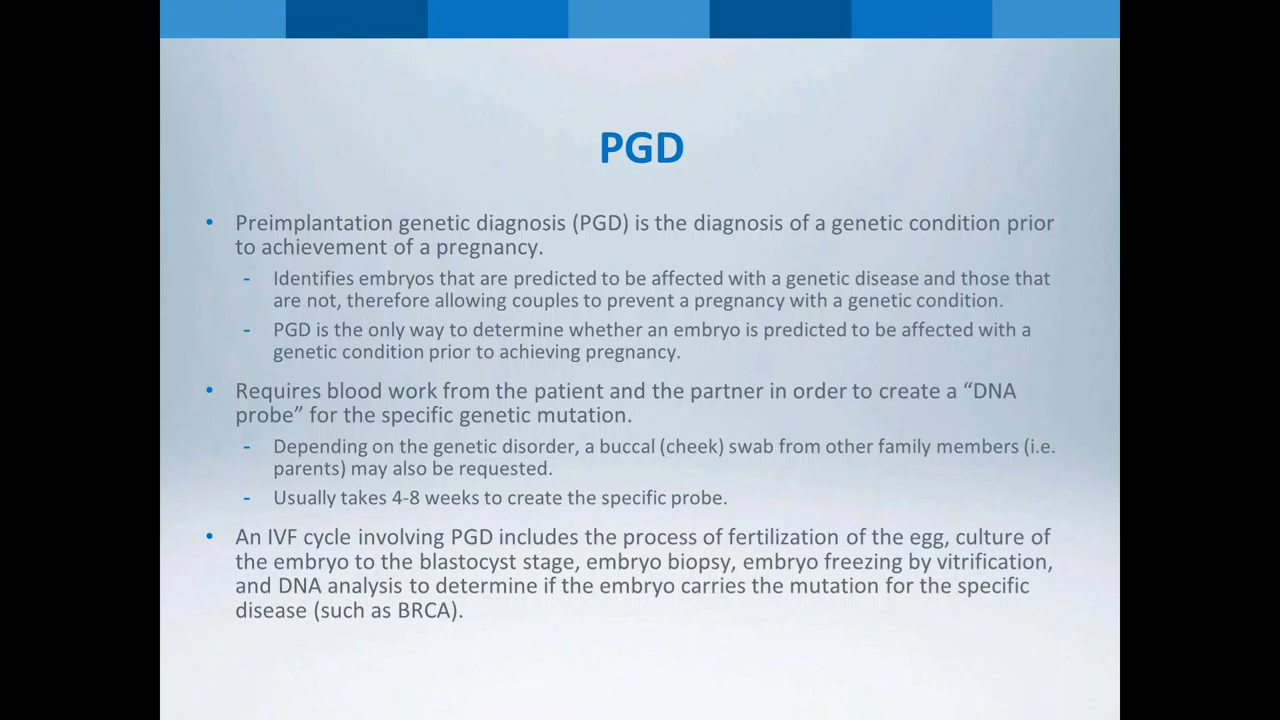 PGD
• Preimplantation genetic diagnosis (PGD) is the diagnosis of a genetic condition prior
to achievement of a pregnancy.
- Identifies embryos that are predicted to be affected with a genetic disease and those that
are not, therefore allowing couples to prevent a pregnancy with a genetic condition.
- PGD is the only way to determine whether an embryo is predicted to be affected with a
genetic condition prior to achieving pregnancy.
• Requires blood work from the patient and the partner in order to create a “DNA
probe” for the specific genetic mutation.
- Depending on the genetic disorder, a buccal (cheek) swab from other family members (i.e.
parents) may also be requested.
- Usually takes 4-8 weeks to create the specific probe.
• An IVF cycle involving PGD includes the process of fertilization of the egg, culture of
the embryo to the blastocyst stage, embryo biopsy, embryo freezing by vitrification,
and DNA analysis to determine if the embryo carries the mutation for the specific
disease (such as BRCA).